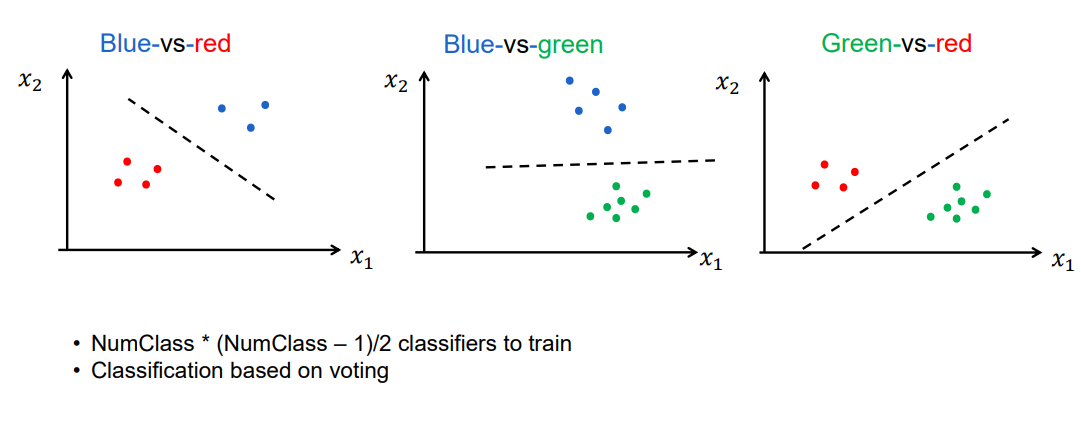 Blue-vs-red
Blue-vs-green
Green-vs-red
x₂
x₂
x₂
x₁
x₁
x₁
• NumClass * (NumClass – 1)/2 classifiers to train
• Classification based on voting